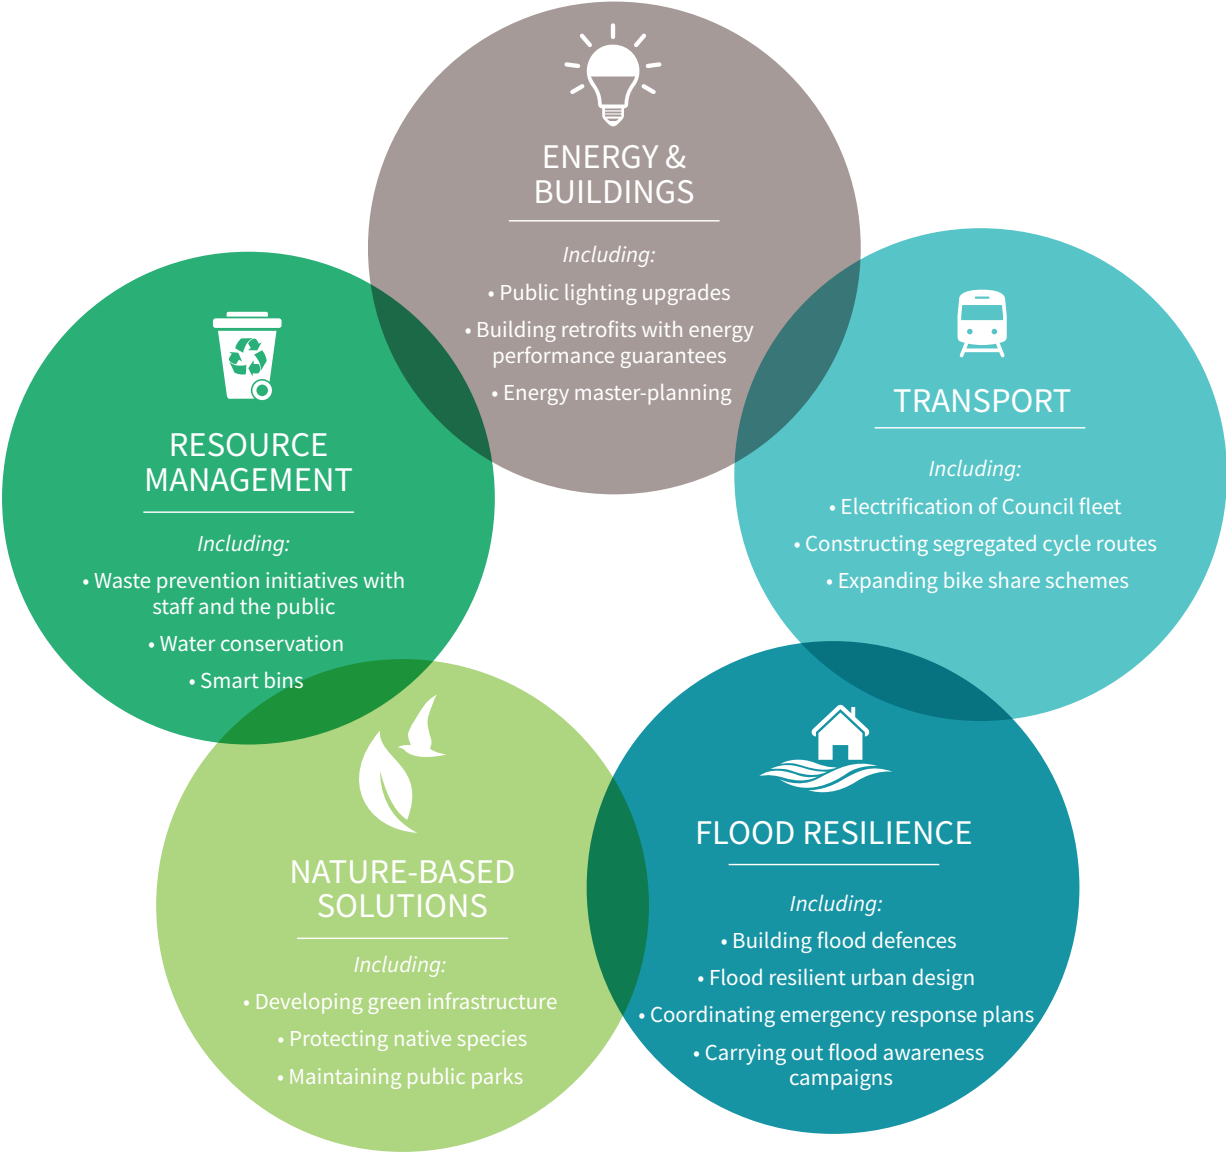 ENERGY &
BUILDINGS
Including:
• Public lighting upgrades
• Building retrofits with energy
performance guarantees
• Energy master-planning
TRANSPORT
Including:
• Electrification of Council fleet
• Constructing segregated cycle routes
• Expanding bike share schemes
RESOURCE
MANAGEMENT
Including:
• Waste prevention initiatives with
staff and the public
• Water conservation
• Smart bins
FLOOD RESILIENCE
Including:
• Building flood defences
• Flood resilient urban design
• Coordinating emergency response plans
• Carrying out flood awareness
campaigns
NATURE-BASED
SOLUTIONS
Including:
• Developing green infrastructure
• Protecting native species
• Maintaining public parks